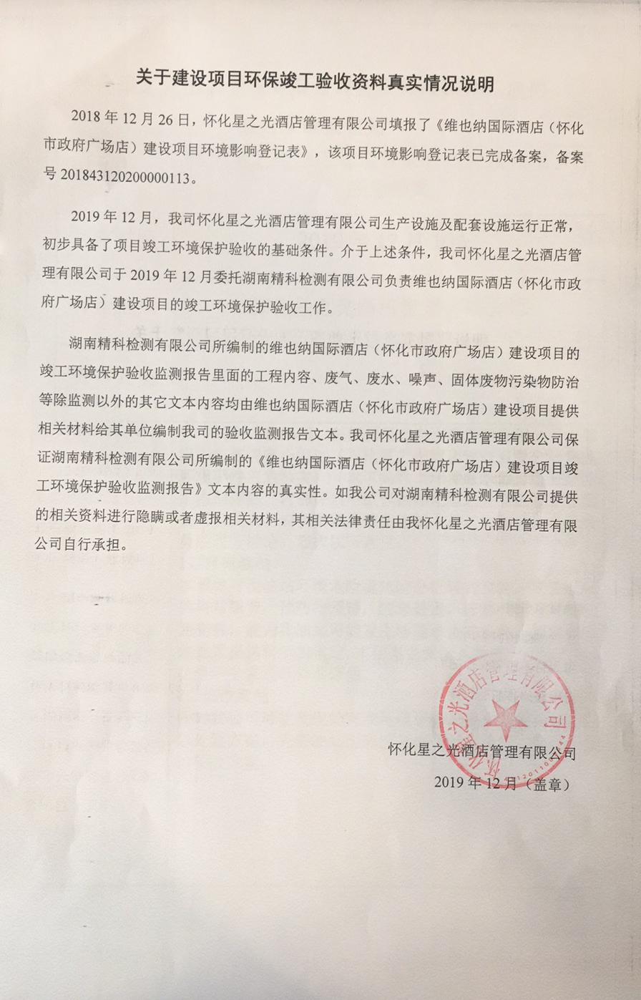 关于建设项目环保竣工验收资料真实情况说明
2018 年 12 月 26 日，怀化星之光酒店管理有限公司填报了《维也纳国际酒店（怀化
市政府广场店）建设项目环境影响登记表》，该项目环境影响登记表已完成备案，备案
号 201843120200000113。
2019 年 12 月，我司怀化星之光酒店管理有限公司生产设施及配套设施运行正常，
初步具备了项目竣工环境保护验收的基础条件。介于上述条件，我司怀化星之光酒店管
理有限公司于 2019 年 12 月委托湖南精科检测有限公司负责维也纳国际酒店（怀化市政
府广场店）建设项目的竣工环境保护验收工作。
湖南精科检测有限公司所编制的维也纳国际酒店（怀化市政府广场店）建设项目的
竣工环境保护验收监测报告里面的工程内容、废气、废水、噪声、固体废物污染物防治
等除监测以外的其它文本内容均由维也纳国际酒店（怀化市政府广场店）建设项目提供
相关材料给其单位编制我司的验收监测报告文本。我司怀化星之光酒店管理有限公司保
证湖南精科检测有限公司所编制的《维也纳国际酒店（怀化市政府广场店）建设项目竣
工环境保护验收监测报告》文本内容的真实性。如我公司对湖南精科检测有限公司提供
的相关资料进行隐瞒或者虚报相关材料，其相关法律责任由我怀化星之光酒店管理有限
公司自行承担。
怀化星之光酒店管理有限公司
怀化星之光酒店管理有限公司
2019 年 12 月（盖章）